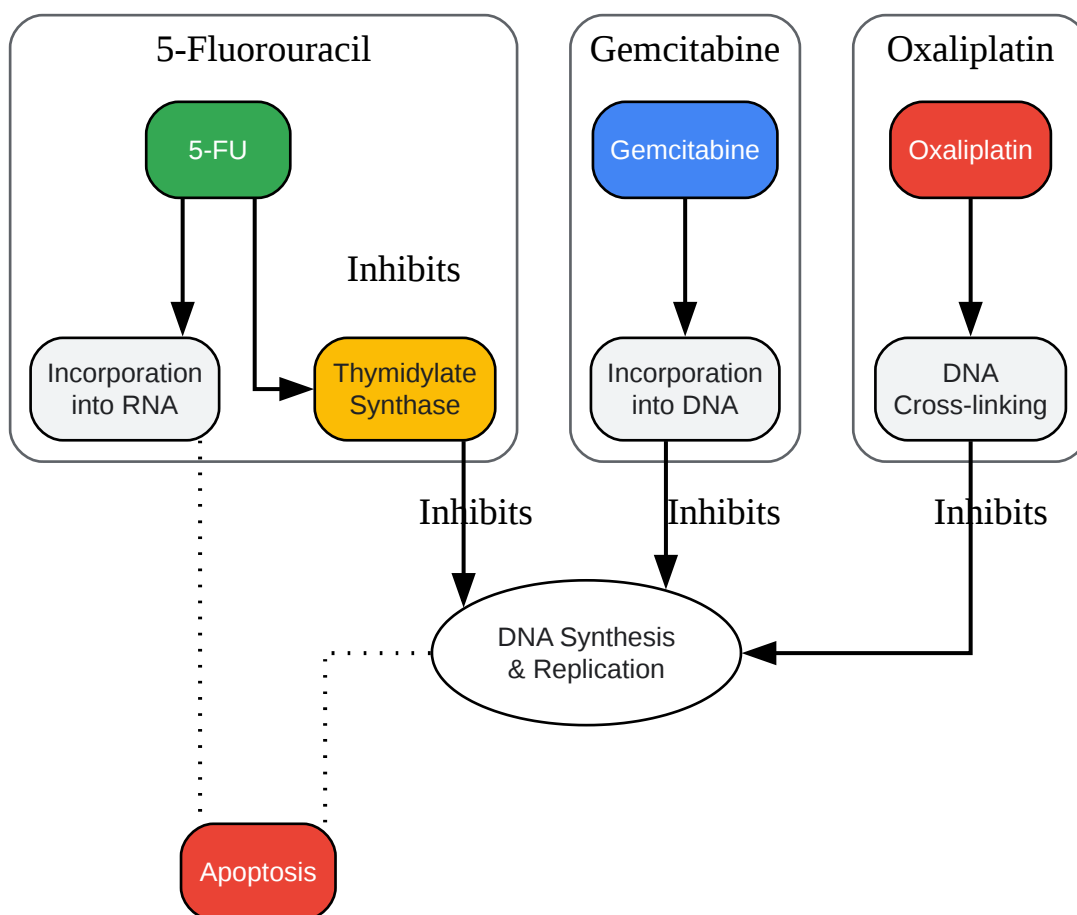 5-Fluorouracil
Gemcitabine
Oxaliplatin
5-FU
Gemcitabine
Oxaliplatin
Inhibits
Incorporation
into RNA
Thymidylate
Synthase
Incorporation
into DNA
DNA
Cross-linking
Inhibits
Inhibits
Inhibits
DNA Synthesis
& Replication
Apoptosis